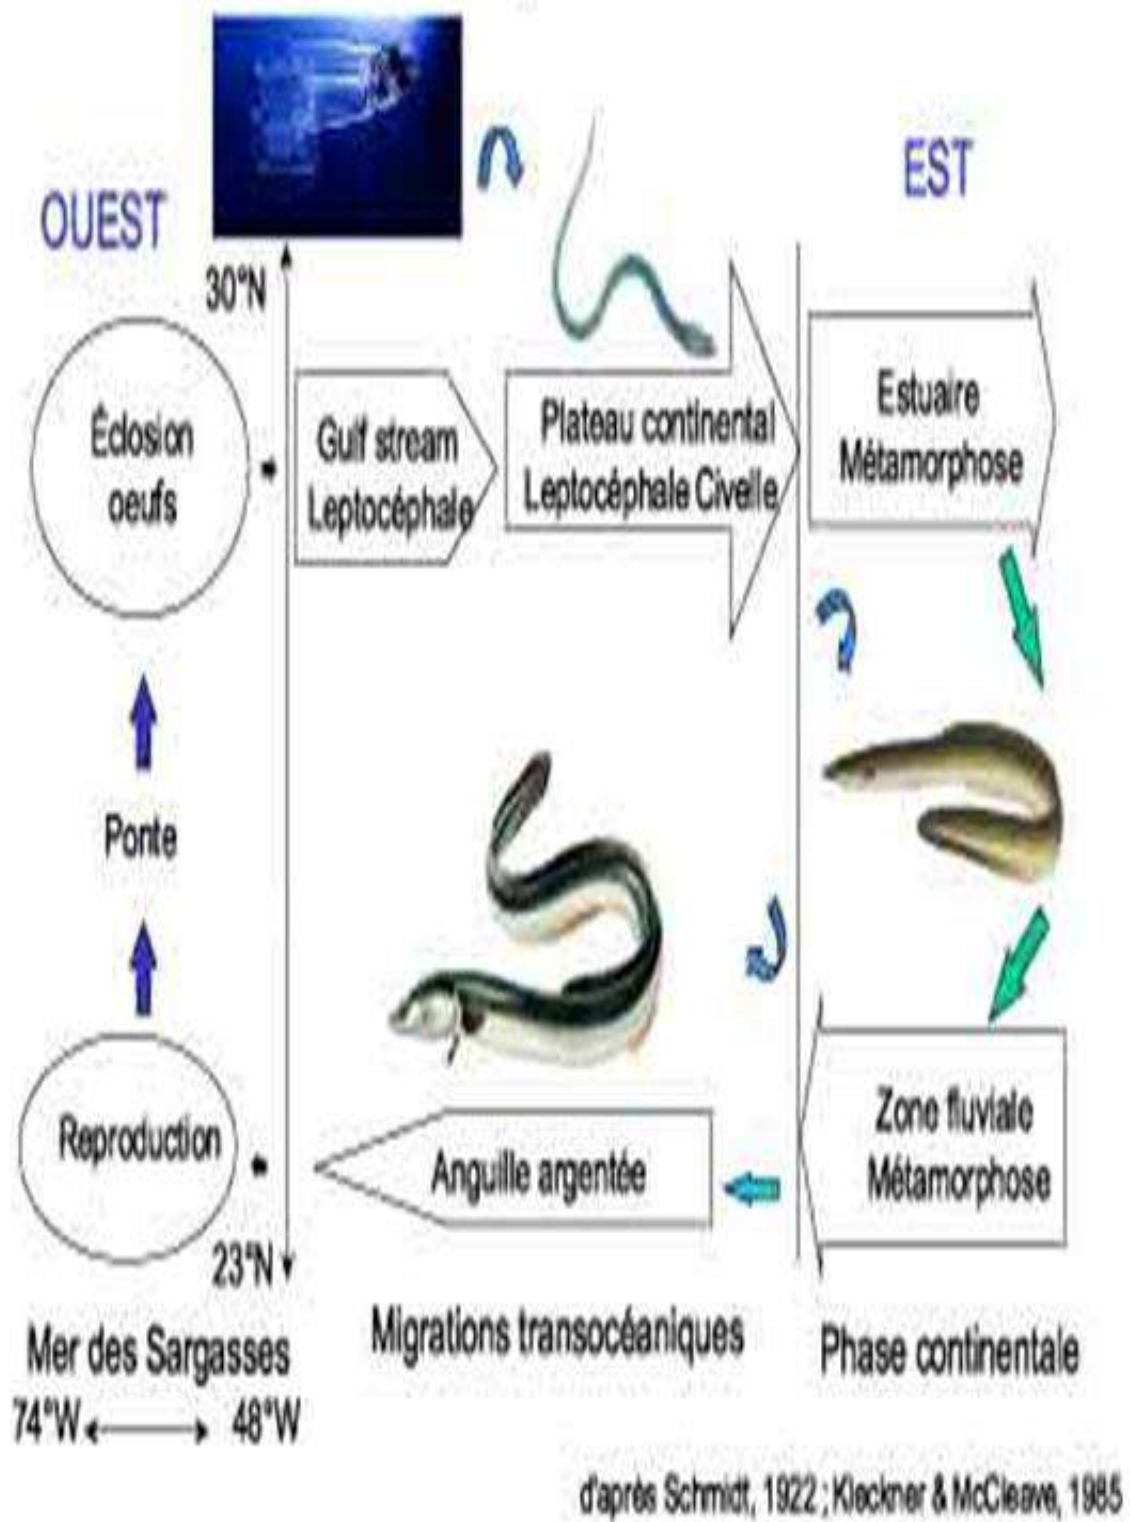 OUEST
EST
30°N
Éclosion
oeufs
Gulf stream
Leptocéphale
Plateau continental
Leptocéphale Civelle
Estuaire
Métamorphose
Ponte
Reproduction
Anguille argentée
Zone fluviale
Métamorphose
23°N
Mer des Sargasses
Migrations transocéaniques
Phase continentale
74°W
48°W
d'aprés Schmidt, 1922 ; Kleckner & McCleave, 1985